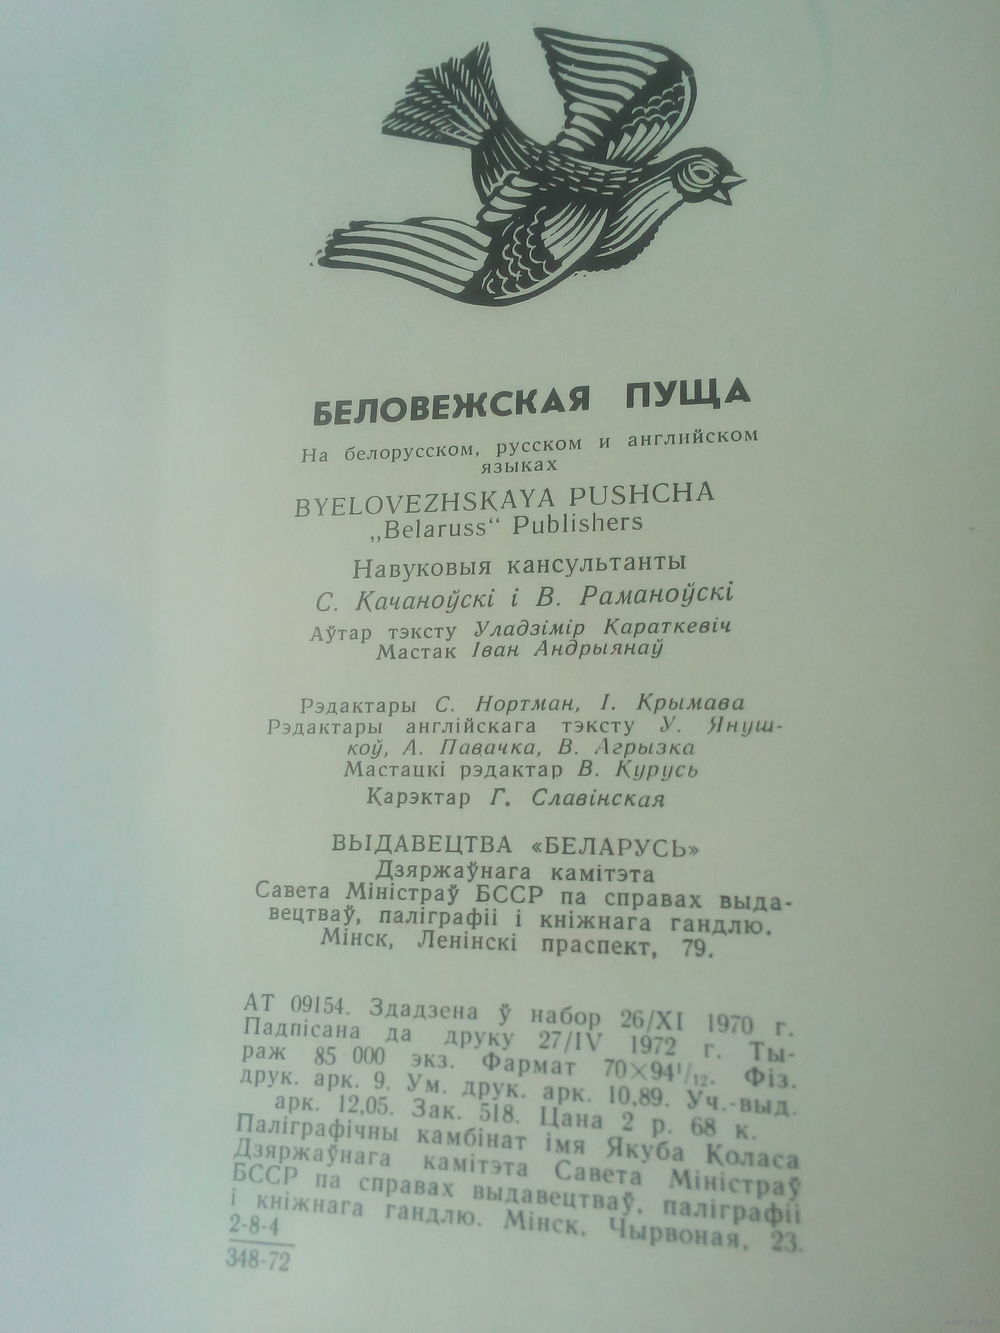 БЕЛОВЕЖСКАЯ ПУЩА
На белорусском, русском и английском
языках
BYELOVEZHSKAYA PUSHCHA
„Belaruss“ Publishers
Навуковыя кансультанты
С. Качаноўскі і В. Раманоўскі
Аўтар тэксту Уладзімір Караткевіч
Мастак Іван Андрыянаў
Рэдактары С. Нортман, І. Крымава
Рэдактары англійскага тэксту У. Януш-
коў, А. Павачка, В. Агрызка
Мастацкі рэдактар В. Курусь
Карэктар Г. Славінская
ВЫДАВЕЦТВА «БЕЛАРУСЬ»
Дзяржаўнага камітэта
Савета Міністраў БССР па справах выда-
вецтваў, паліграфіі і кніжнага гандлю.
Мінск, Ленінскі праспект, 79.
АТ 09154. Здадзена ў набор 26/XI 1970 г.
Падпісана да друку 27/IV 1972 г. Ты-
раж 85 000 экз. Фармат 70×94¹/₁₂. Фіз.
друк. арк. 9. Ум. друк. арк. 10,89. Уч.-выд.
арк. 12,05. Зак. 518. Цана 2 р. 68 к.
Паліграфічны камбінат імя Якуба Коласа
Дзяржаўнага камітэта Савета Міністраў
БССР па справах выдавецтваў, паліграфіі
і кніжнага гандлю. Мінск, Чырвоная, 23.
2-8-4
348-72